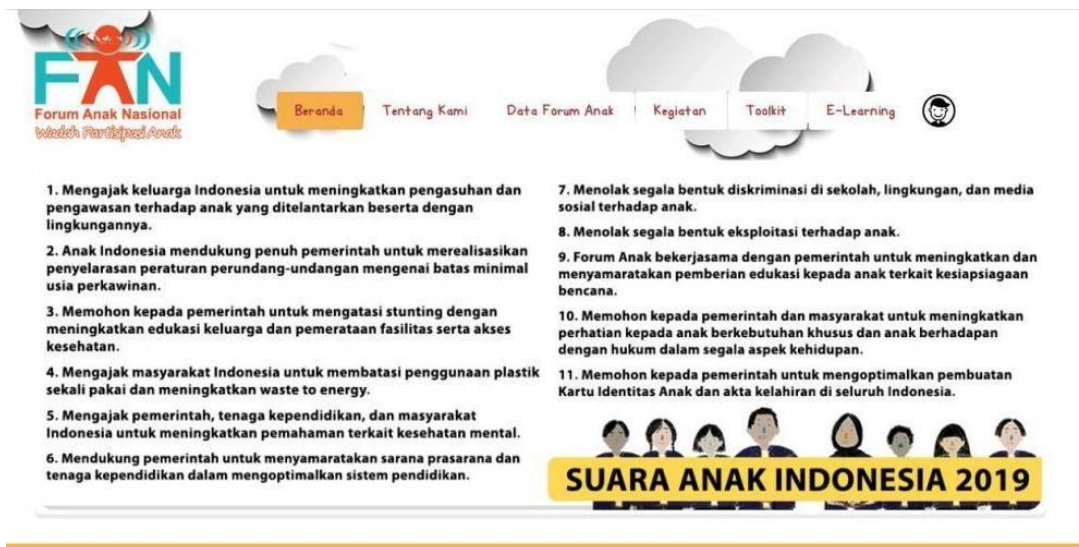 FAN
Forum Anak Nasional
Wadah Partisipasi Anak
Beranda
Tentang Kami
Data Forum Anak
Kegiatan
Toolkit
E-Learning
1. Mengajak keluarga Indonesia untuk meningkatkan pengasuhan dan
pengawasan terhadap anak yang ditelantarkan beserta dengan
lingkungannya.
2. Anak Indonesia mendukung penuh pemerintah untuk merealisasikan
penyelarasan peraturan perundang-undangan mengenai batas minimal
usia perkawinan.
3. Memohon kepada pemerintah untuk mengatasi stunting dengan
meningkatkan edukasi keluarga dan pemerataan fasilitas serta akses
kesehatan.
4. Mengajak masyarakat Indonesia untuk membatasi penggunaan plastik
sekali pakai dan meningkatkan waste to energy.
5. Mengajak pemerintah, tenaga kependidikan, dan masyarakat
Indonesia untuk meningkatkan pemahaman terkait kesehatan mental.
6. Mendukung pemerintah untuk menyamaratakan sarana prasarana dan
tenaga kependidikan dalam mengoptimalkan sistem pendidikan.
7. Menolak segala bentuk diskriminasi di sekolah, lingkungan, dan media
sosial terhadap anak.
8. Menolak segala bentuk eksploitasi terhadap anak.
9. Forum Anak bekerjasama dengan pemerintah untuk meningkatkan dan
menyamaratakan pemberian edukasi kepada anak terkait kesiapsiagaan
bencana.
10. Memohon kepada pemerintah dan masyarakat untuk meningkatkan
perhatian kepada anak berkebutuhan khusus dan anak berhadapan
dengan hukum dalam segala aspek kehidupan.
11. Memohon kepada pemerintah untuk mengoptimalkan pembuatan
Kartu Identitas Anak dan akta kelahiran di seluruh Indonesia.
SUARA ANAK INDONESIA 2019